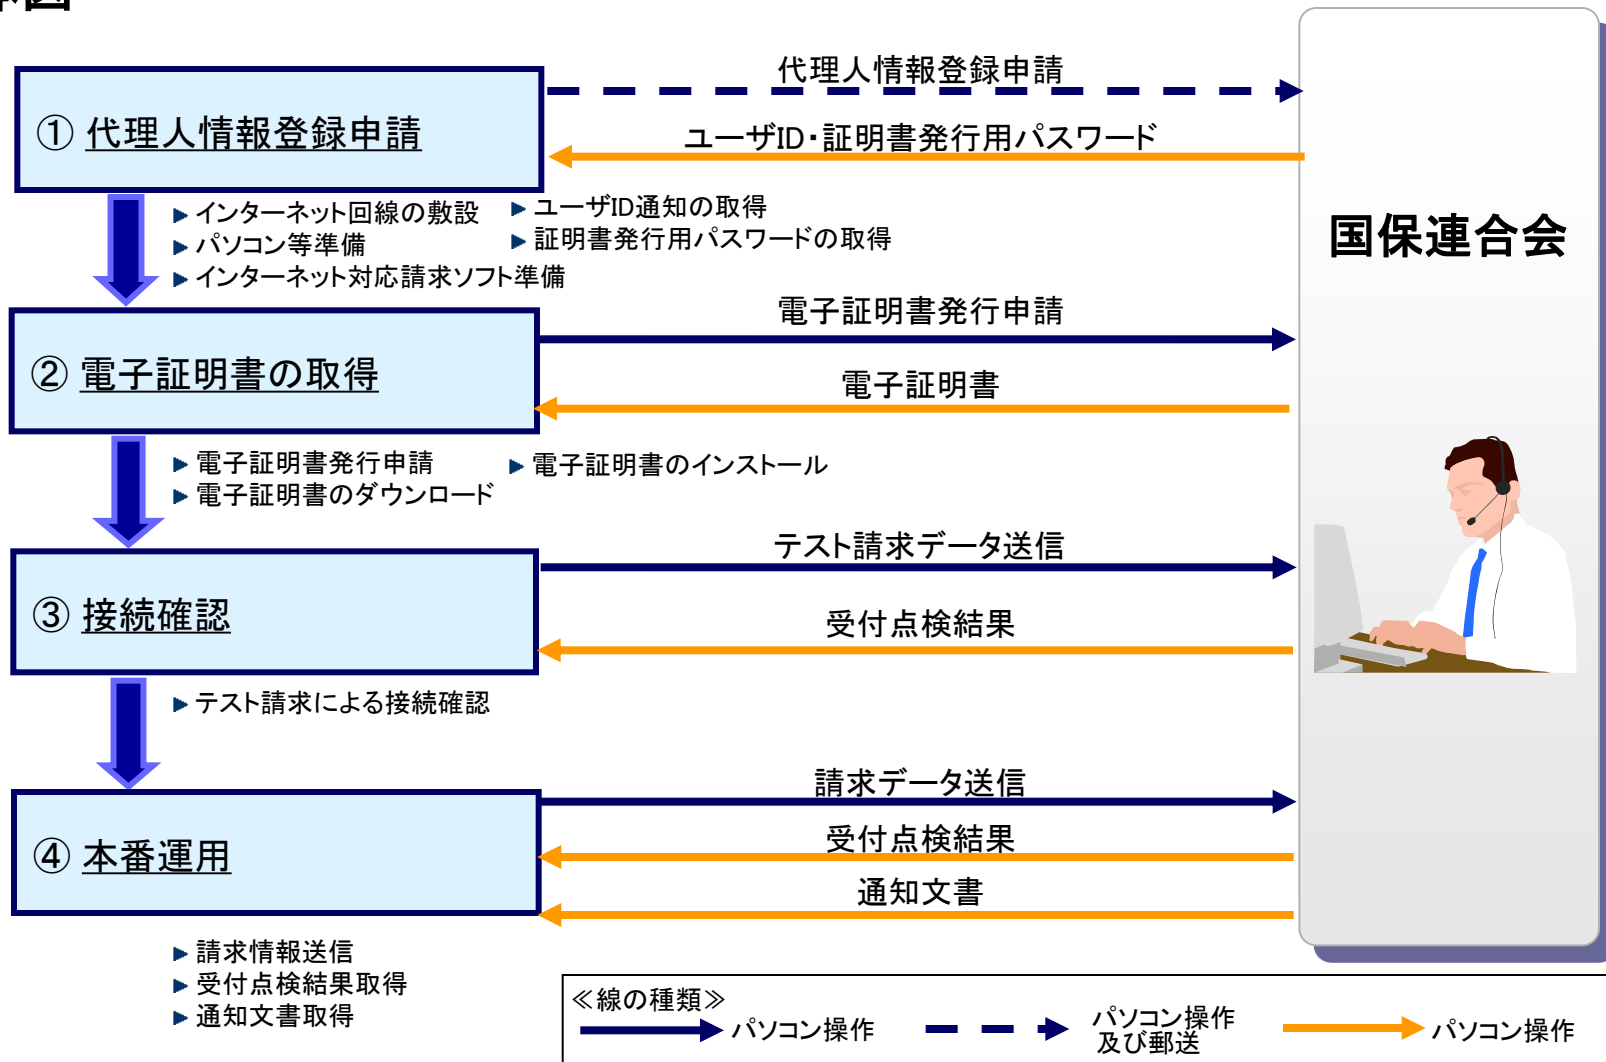 代理人情報登録申請
① 代理人情報登録申請
ユーザID・証明書発行用パスワード
▶ インターネット回線の敷設
▶ パソコン等準備
▶ インターネット対応請求ソフト準備
▶ ユーザID通知の取得
▶ 証明書発行用パスワードの取得
国保連合会
電子証明書発行申請
② 電子証明書の取得
電子証明書
▶ 電子証明書発行申請
▶ 電子証明書のダウンロード
▶ 電子証明書のインストール
テスト請求データ送信
③ 接続確認
受付点検結果
▶ テスト請求による接続確認
請求データ送信
④ 本番運用
受付点検結果
通知文書
▶ 請求情報送信
▶ 受付点検結果取得
▶ 通知文書取得
≪線の種類≫
パソコン操作
パソコン操作
及び郵送
パソコン操作